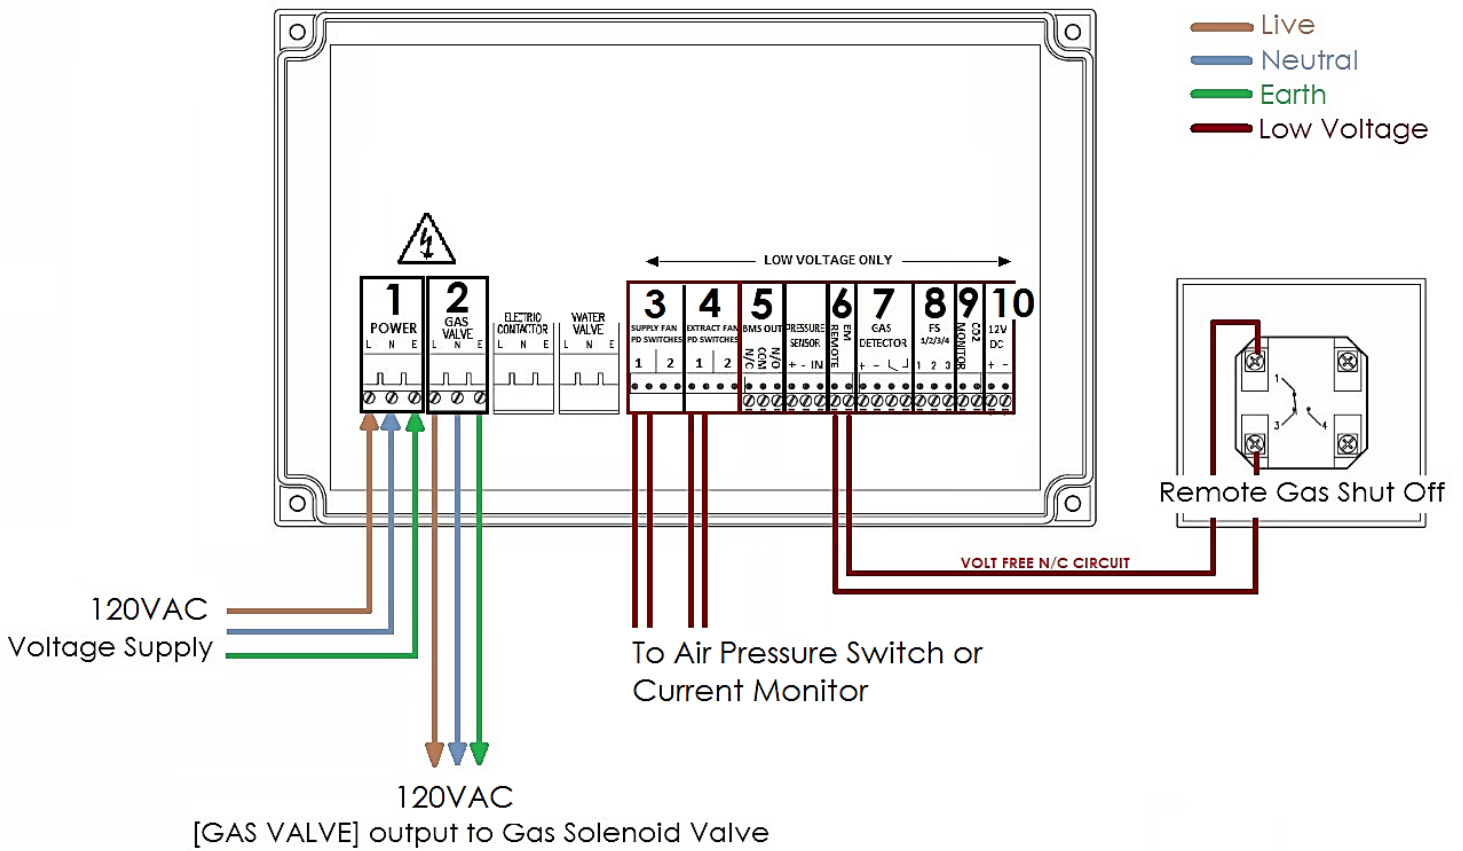 Live
Neutral
Earth
Low Voltage
LOW VOLTAGE ONLY
1
POWER
L N E
2
GAS
VALVE
L N E
ELECTRIC
CONTACTOR
L N E
WATER
VALVE
L N E
3
SUPPLY FAN
PD SWITCHES
1 2
4
EXTRACT FAN
PD SWITCHES
1 2
5
BMS OUT
N/C
COM
N/O
PRESSURE
SENSOR
+ - IN
6
EM
REMOTE
7
GAS
DETECTOR
+ -
8
FS
1/2/3/4
1 2 3
9
CO2
MONITOR
10
12V
DC
+ -
1
3
4
Remote Gas Shut Off
VOLT FREE N/C CIRCUIT
120VAC
Voltage Supply
To Air Pressure Switch or
Current Monitor
120VAC
[GAS VALVE] output to Gas Solenoid Valve